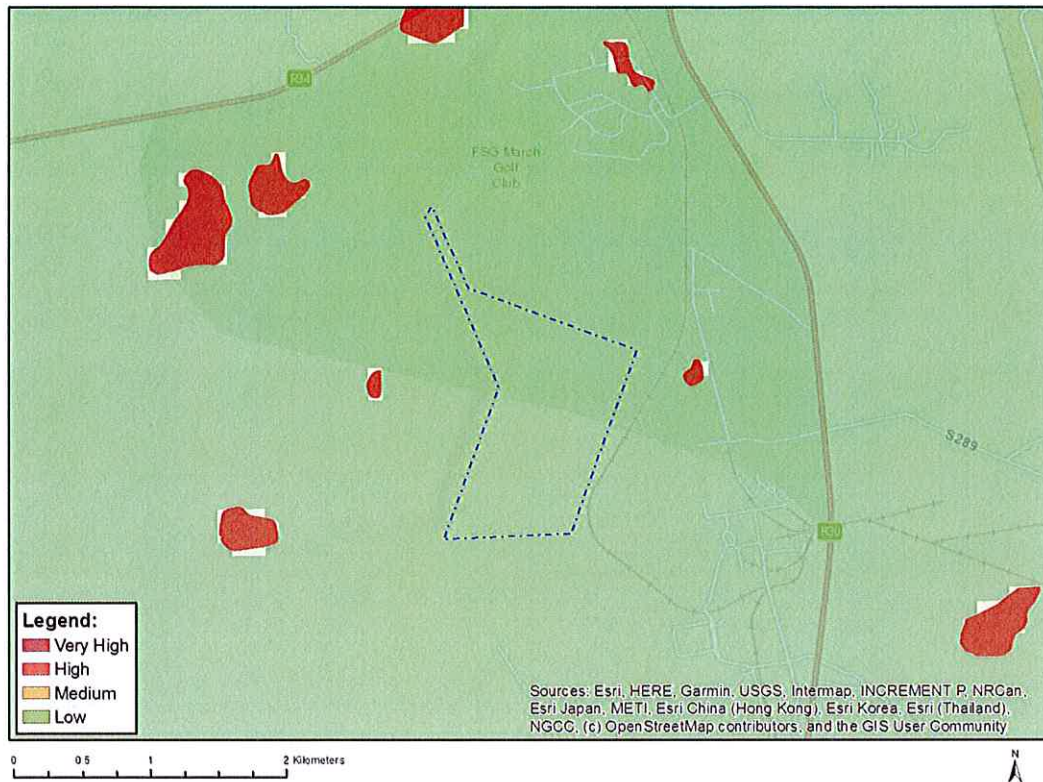 R34
FSG March
Golf
Club
S289
R30
Legend:
Very High
High
Medium
Low
Sources: Esri, HERE, Garmin, USGS, Intermap, INCREMENT P, NRCan,
Esri Japan, METI, Esri China (Hong Kong), Esri Korea, Esri (Thailand),
NGCC, (c) OpenStreetMap contributors, and the GIS User Community
0 0.5 1 2 Kilometers
N